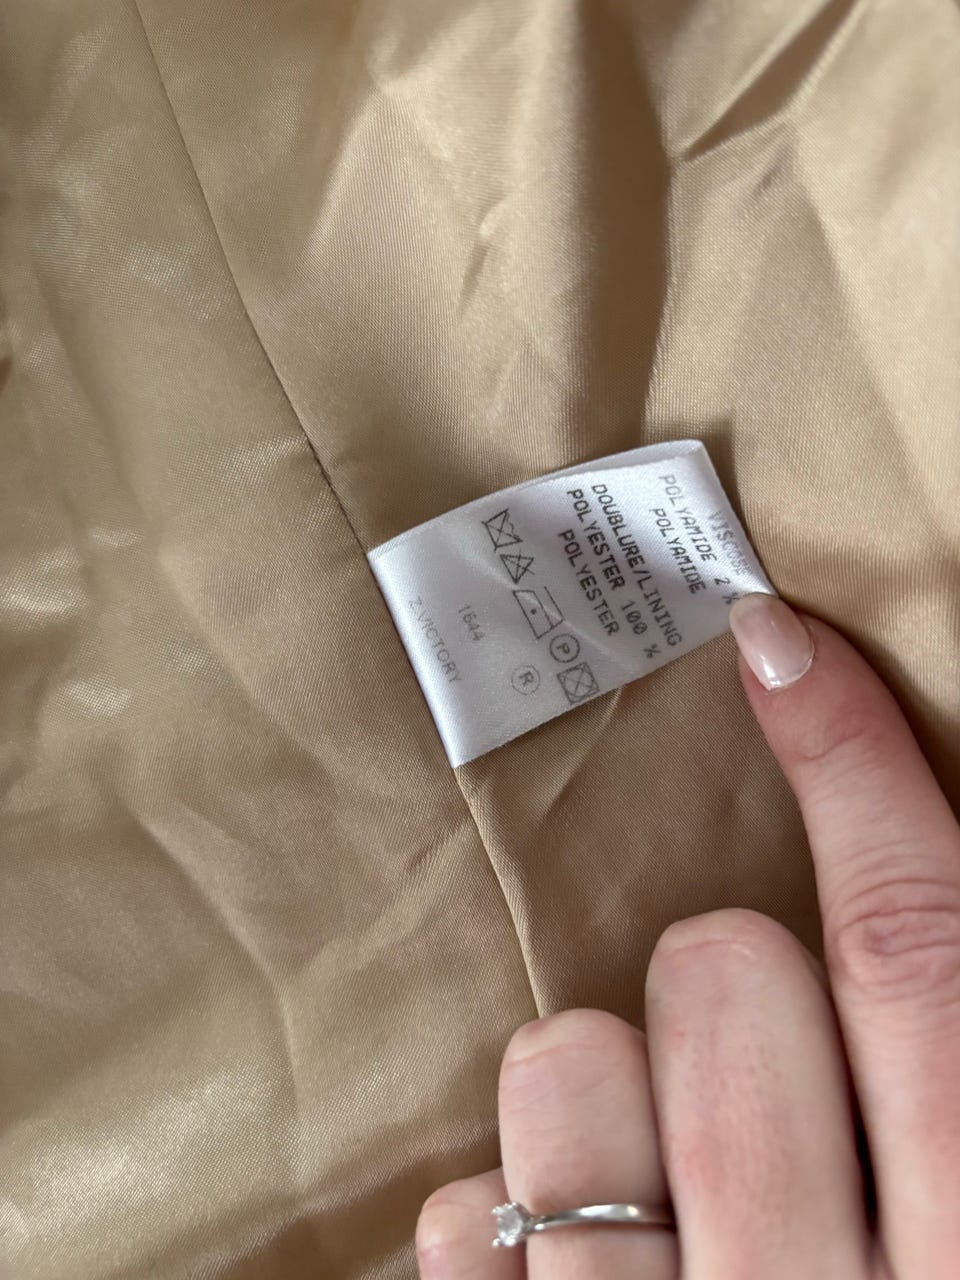 VISCOSE
POLYAMIDE 2 %
POLYAMIDE
DOUBLURE/LINING
POLYESTER 100 %
POLYESTER
P
R
1644
Z.VICTORY